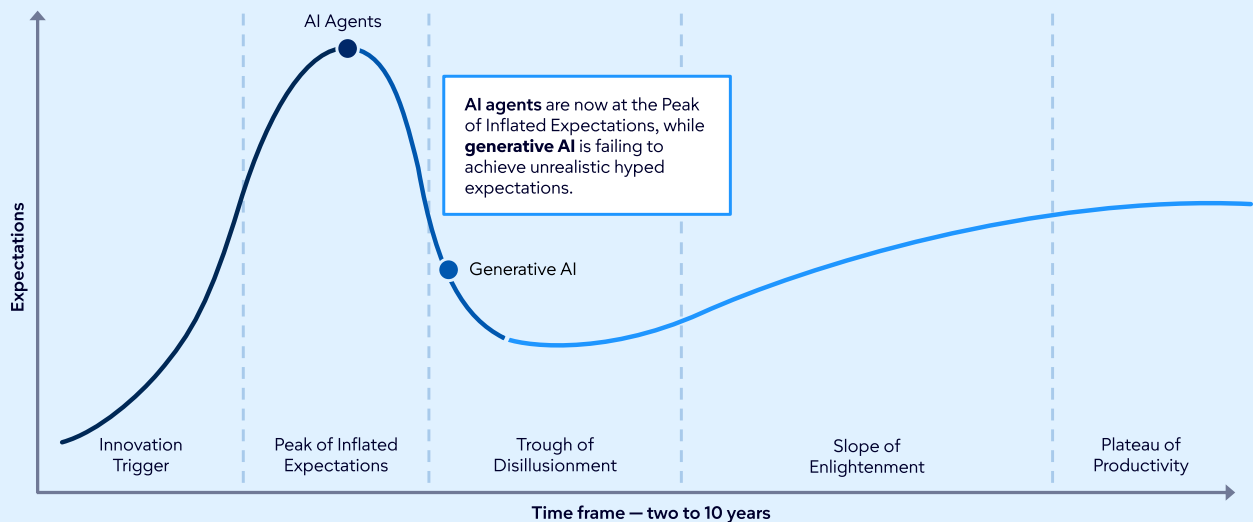 AI Agents
AI agents are now at the Peak
of Inflated Expectations, while
generative AI is failing to
achieve unrealistic hyped
expectations.
Expectations
Generative AI
Innovation
Trigger
Peak of Inflated
Expectations
Trough of
Disillusionment
Slope of
Enlightenment
Plateau of
Productivity
Time frame — two to 10 years